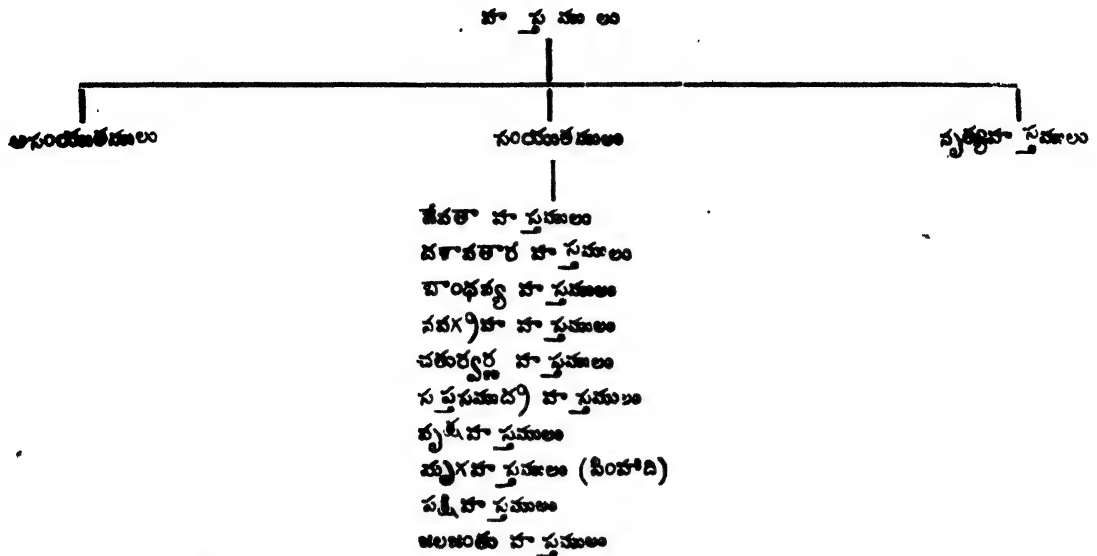 హస్తములు
అసంయుతములు సంయుతములు నృత్యహస్తములు
దేవతా హస్తములు
దశావతార హస్తములు
బాంధవ్య హస్తములు
నవగ్రహ హస్తములు
చతుర్వర్ణ హస్తములు
సప్తసముద్ర హస్తములు
వృక్షహస్తములు
మృగహస్తములు (సింహాది)
పక్షి హస్తములు
జలజంతు హస్తములు